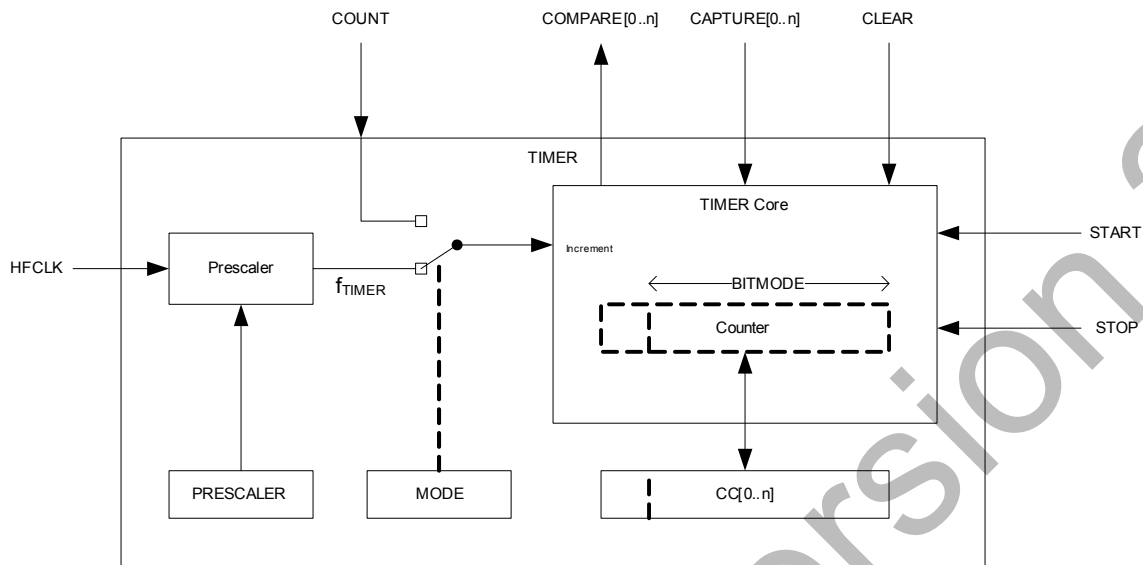 COUNT
COMPARE[0..n]
CAPTURE[0..n]
CLEAR
TIMER
TIMER Core
START
HFCLK
Prescaler
fTIMER
Increment
BITMODE
Counter
STOP
PRESCALER
MODE
CC[0..n]
ersion